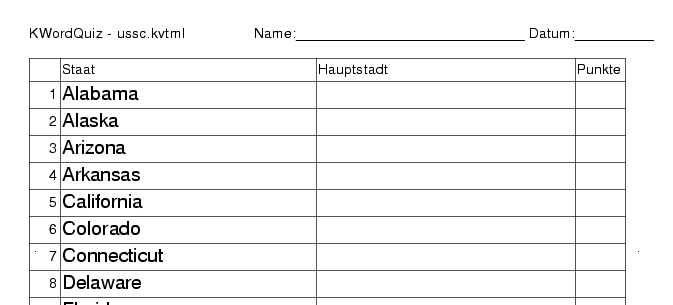 KWordQuiz - ussc.kvtml Name: Datum:
Staat Hauptstadt Punkte
1 Alabama
2 Alaska
3 Arizona
4 Arkansas
5 California
6 Colorado
7 Connecticut
8 Delaware